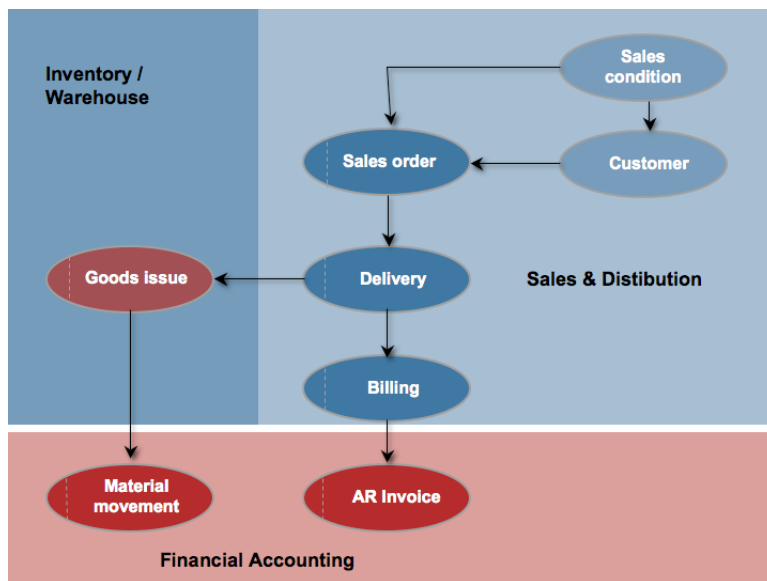 Inventory /
Warehouse
Sales
condition
Sales order
Customer
Goods issue
Delivery
Sales & Distibution
Billing
Material
movement
AR Invoice
Financial Accounting